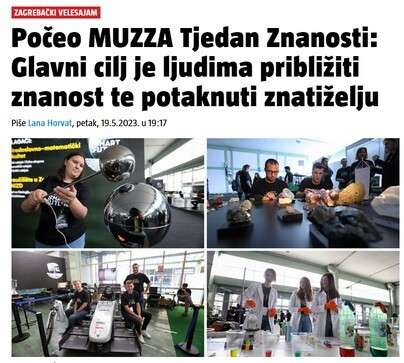 ZAGREBAČKI VELESAJAM
Počeo MUZZA Tjedan Znanosti:
Glavni cilj je ljudima približiti
znanost te potaknuti znatiželju
Piše Lana Horvat, petak, 19.5.2023. u 19:17